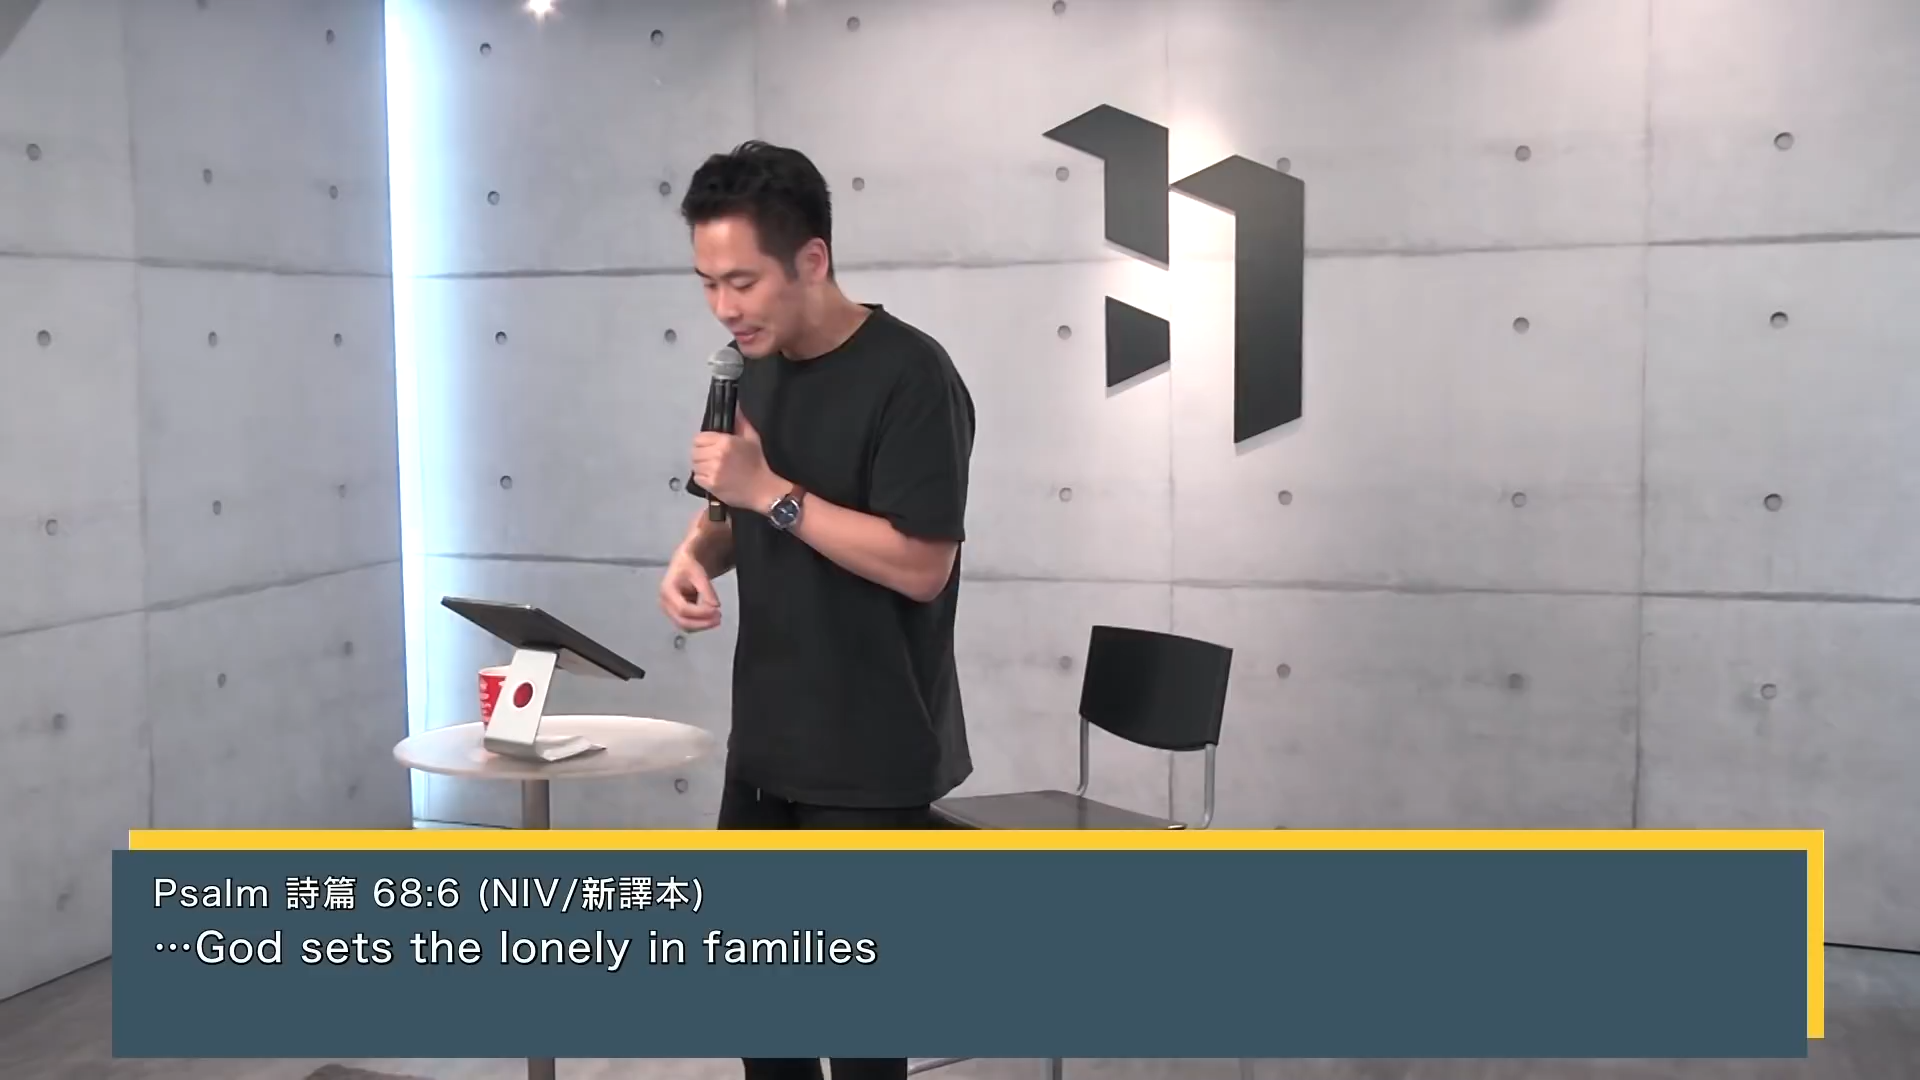 Psalm 詩篇 68:6 (NIV/新譯本)
…God sets the lonely in families